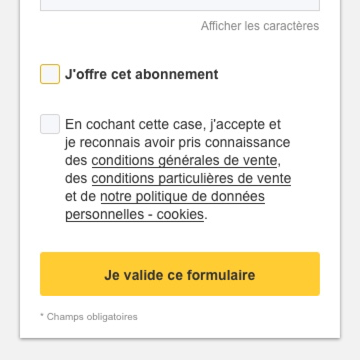 Afficher les caractères
J'offre cet abonnement
En cochant cette case, j'accepte et
je reconnais avoir pris connaissance
des conditions générales de vente,
des conditions particulières de vente
et de notre politique de données
personnelles - cookies.
Je valide ce formulaire
* Champs obligatoires